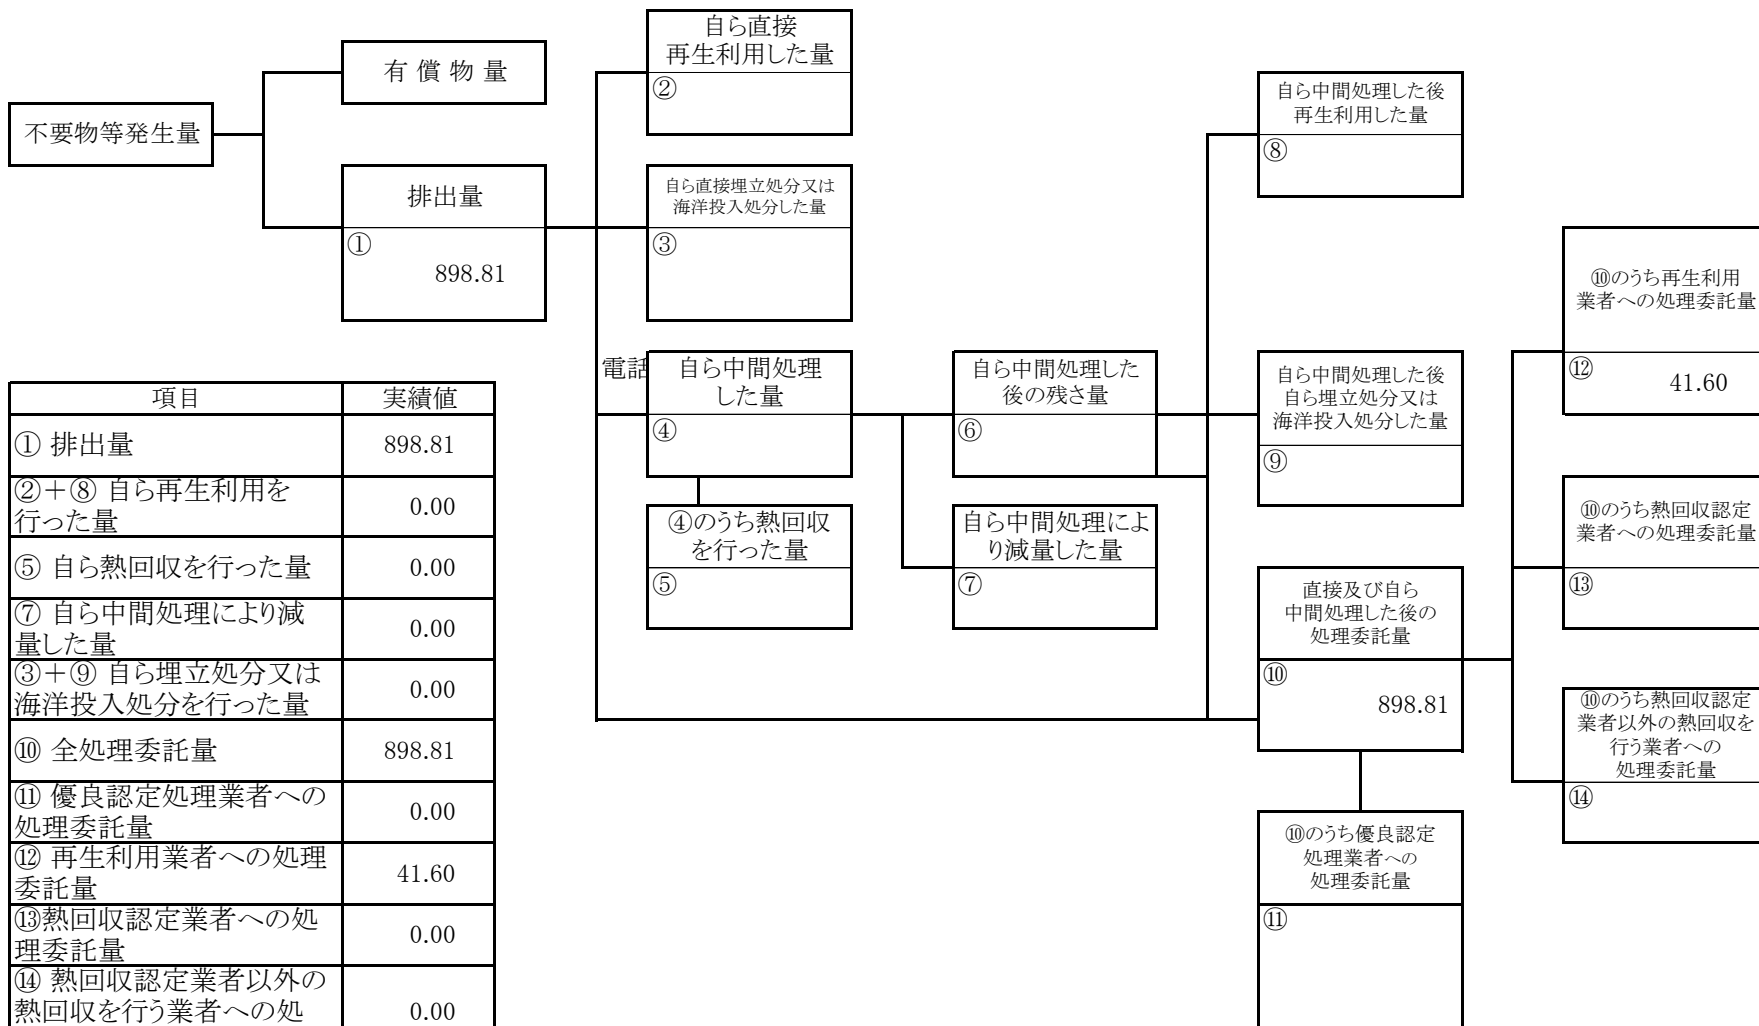 不要物等発生量
有 償 物 量
排出量
①
898.81
自ら直接
再生利用した量
②
自ら直接埋立処分又は
海洋投入処分した量
③
電話
自ら中間処理
した量
④
④のうち熱回収
を行った量
⑤
自ら中間処理した
後の残さ量
⑥
自ら中間処理によ
り減量した量
⑦
自ら中間処理した後
再生利用した量
⑧
自ら中間処理した後
自ら埋立処分又は
海洋投入処分した量
⑨
直接及び自ら
中間処理した後の
処理委託量
⑩
898.81
⑩のうち優良認定
処理業者への
処理委託量
⑪
⑩のうち再生利用
業者への処理委託量
⑫
41.60
⑩のうち熱回収認定
業者への処理委託量
⑬
⑩のうち熱回収認定
業者以外の熱回収を
行う業者への
処理委託量
⑭
項目 実績値
① 排出量 898.81
②+⑧ 自ら再生利用を
行った量 0.00
⑤ 自ら熱回収を行った量 0.00
⑦ 自ら中間処理により減
量した量 0.00
③+⑨ 自ら埋立処分又は
海洋投入処分を行った量 0.00
⑩ 全処理委託量 898.81
⑪ 優良認定処理業者への
処理委託量 0.00
⑫ 再生利用業者への処理
委託量 41.60
⑬熱回収認定業者への処
理委託量 0.00
⑭ 熱回収認定業者以外の
熱回収を行う業者への処 0.00